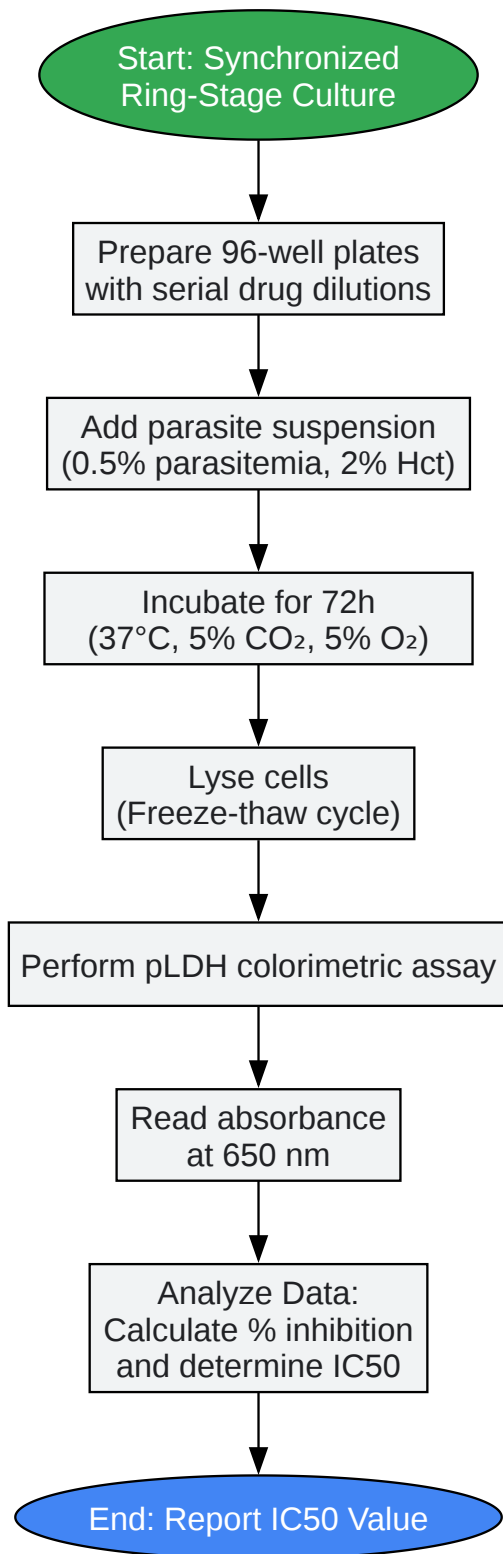 Start: Synchronized
Ring-Stage Culture
Prepare 96-well plates
with serial drug dilutions
Add parasite suspension
(0.5% parasitemia, 2% Hct)
Incubate for 72h
(37°C, 5% CO₂, 5% O₂)
Lyse cells
(Freeze-thaw cycle)
Perform pLDH colorimetric assay
Read absorbance
at 650 nm
Analyze Data:
Calculate % inhibition
and determine IC50
End: Report IC50 Value